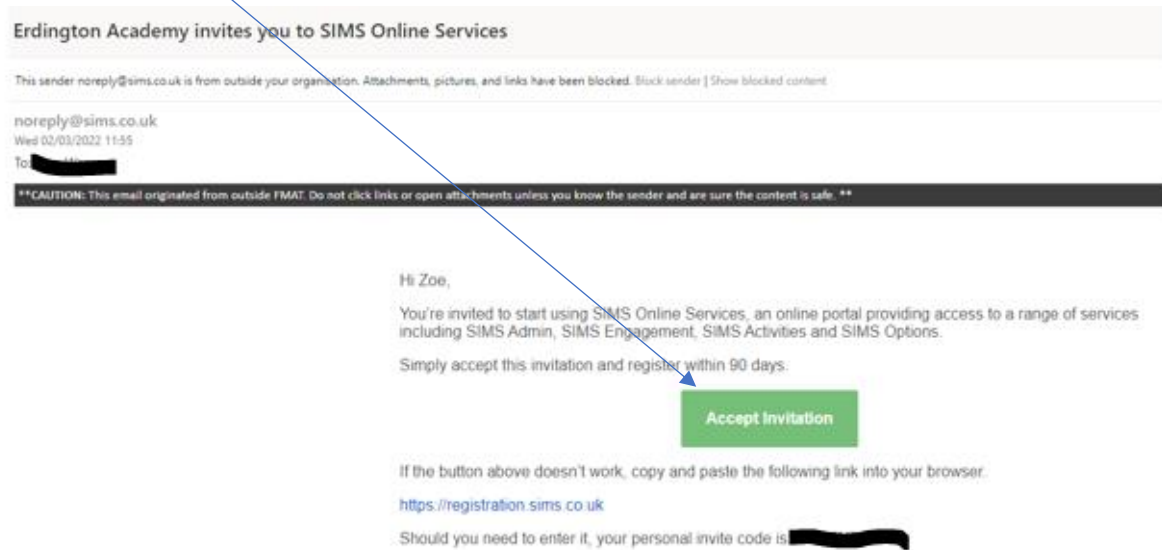 Erdington Academy invites you to SIMS Online Services
This sender noreply@sims.co.uk is from outside your organisation. Attachments, pictures, and links have been blocked. Block sender | Show blocked content
noreply@sims.co.uk
Wed 02/03/2022 11:55
To:
**CAUTION: This email originated from outside FMAT. Do not click links or open attachments unless you know the sender and are sure the content is safe. **
Hi Zoe,
You're invited to start using SIMS Online Services, an online portal providing access to a range of services
including SIMS Admin, SIMS Engagement, SIMS Activities and SIMS Options.
Simply accept this invitation and register within 90 days.
Accept Invitation
If the button above doesn't work, copy and paste the following link into your browser.
https://registration.sims.co.uk
Should you need to enter it, your personal invite code is